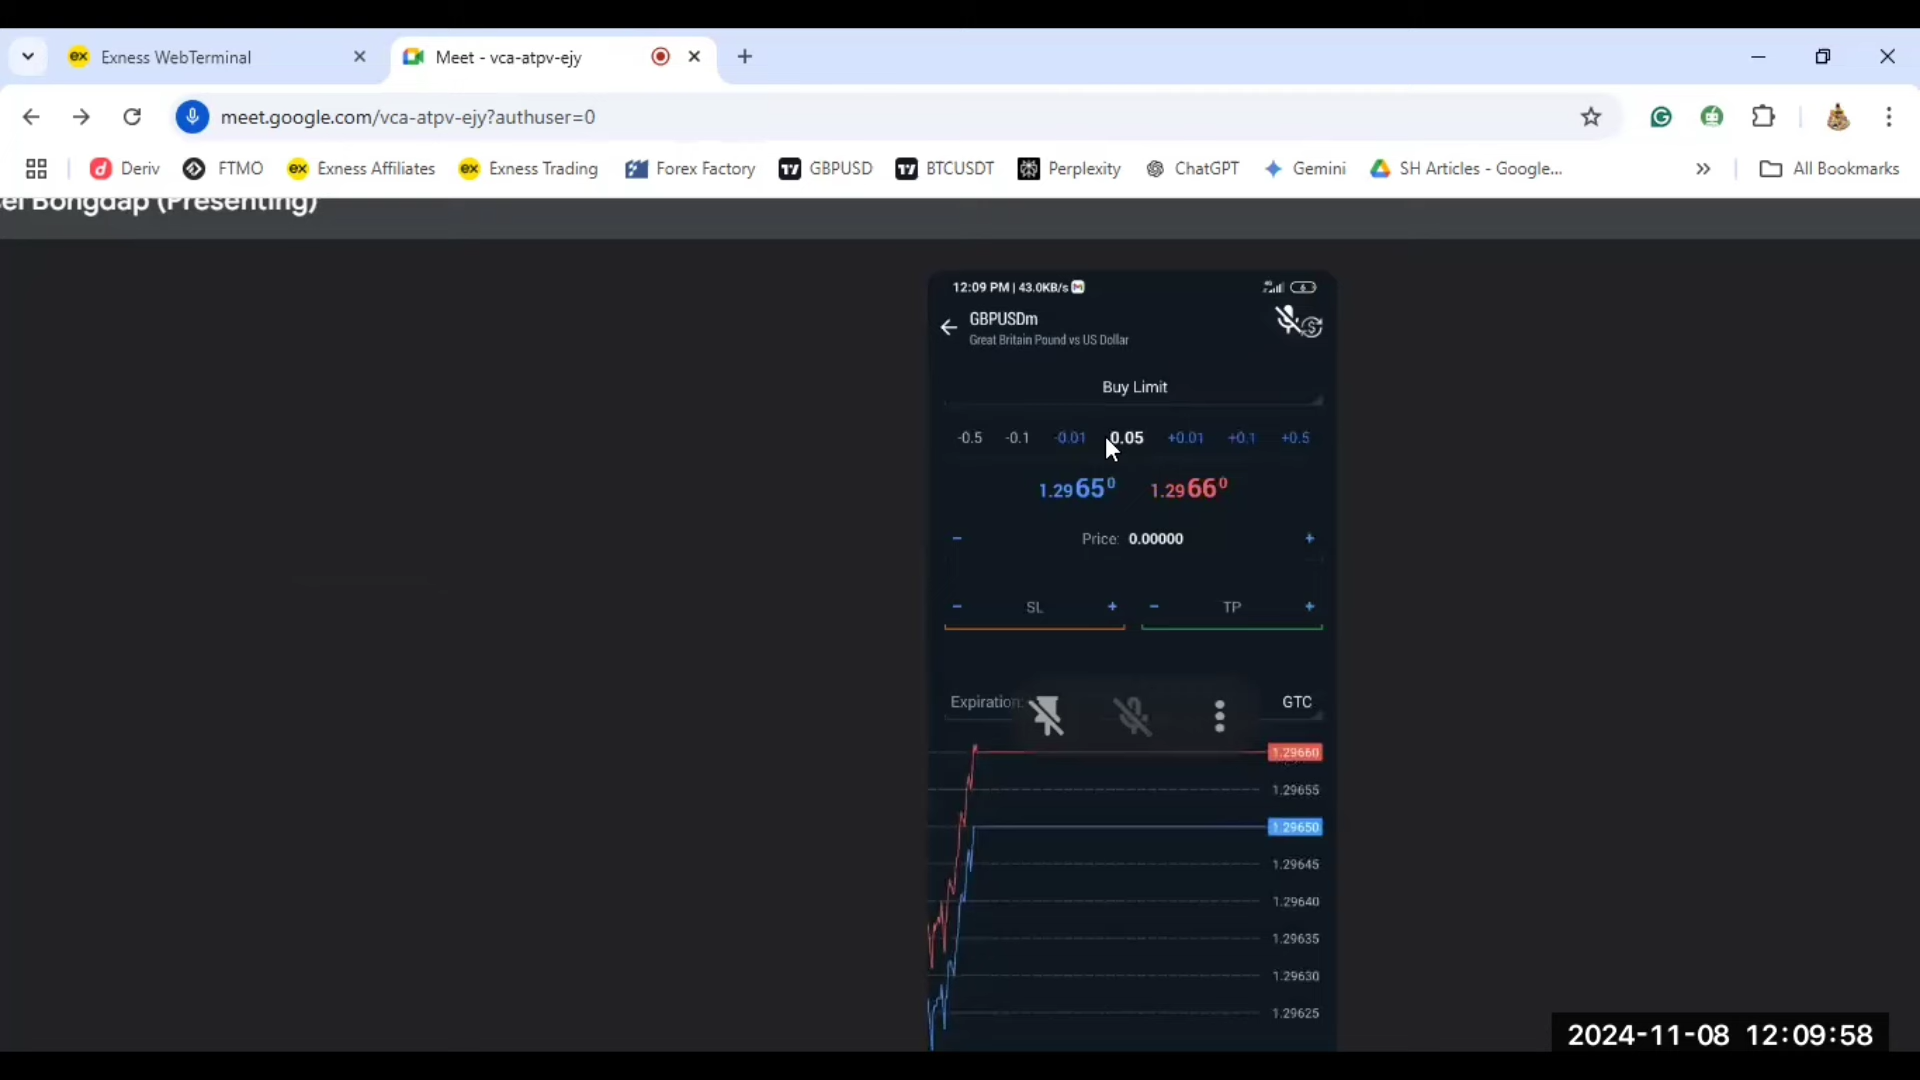 Exness WebTerminal
Meet - vca-atpv-ejy
meet.google.com/vca-atpv-ejy?authuser=0
Deriv
FTMO
Exness Affiliates
Exness Trading
Forex Factory
GBPUSD
BTCUSDT
Perplexity
ChatGPT
Gemini
SH Articles - Google...
All Bookmarks
Bongdap (Presenting)
12:09 PM | 43.0KB/s
GBPUSDm
Great Britain Pound vs US Dollar
Buy Limit
-0.5 -0.1 -0.01 0.05 +0.01 +0.1 +0.5
1.29650 1.29660
- Price: 0.00000 +
- SL + - TP +
Expiration: GTC
1.29660
1.29655
1.29650
1.29645
1.29640
1.29635
1.29630
1.29625
2024-11-08 12:09:58